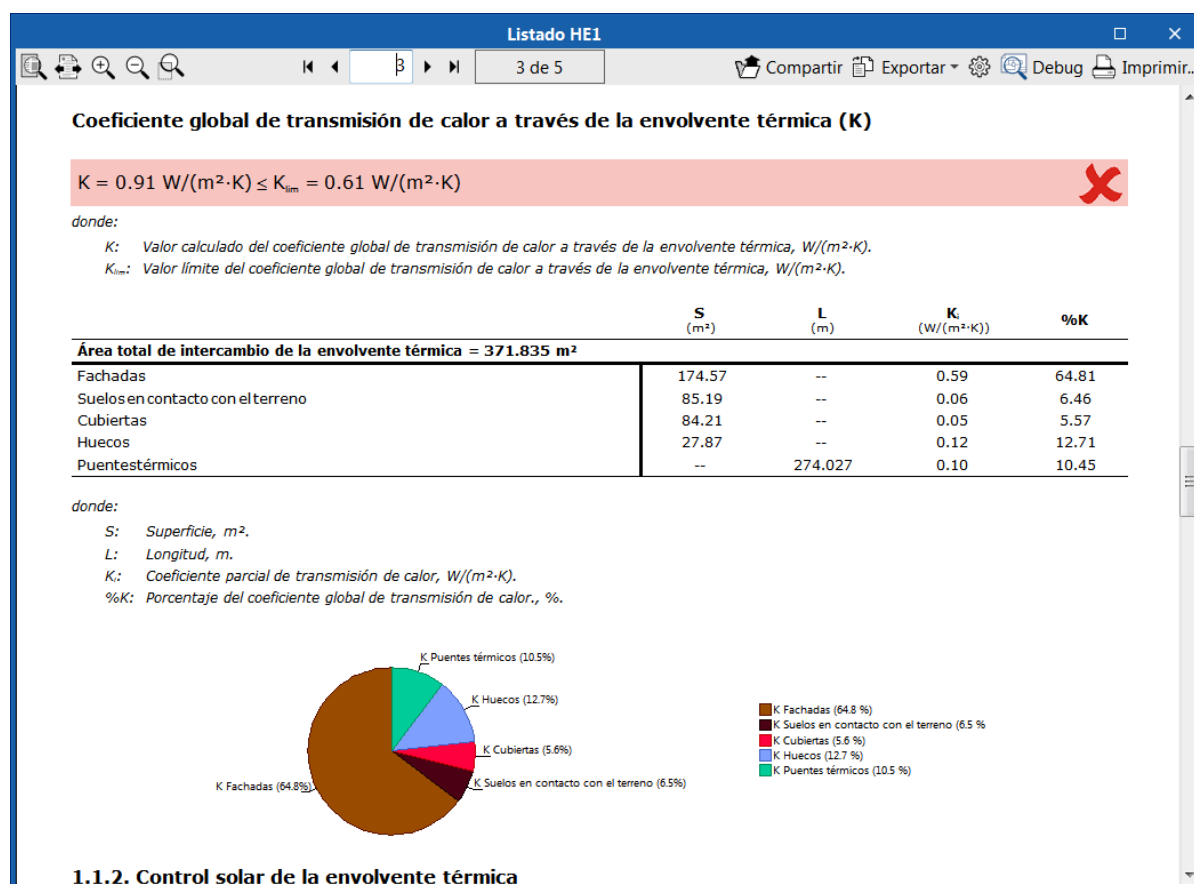 Listado HE1
3 3 de 5 Compartir Exportar Debug Imprimir..
Coeficiente global de transmisión de calor a través de la envolvente térmica (K)
K = 0.91 W/(m²·K) ≤ Klim = 0.61 W/(m²·K)
donde:
K: Valor calculado del coeficiente global de transmisión de calor a través de la envolvente térmica, W/(m²·K).
Klim: Valor límite del coeficiente global de transmisión de calor a través de la envolvente térmica, W/(m²·K).
S L Ki %K
(m²) (m) (W/(m²·K))
Área total de intercambio de la envolvente térmica = 371.835 m²
Fachadas 174.57 -- 0.59 64.81
Suelos en contacto con el terreno 85.19 -- 0.06 6.46
Cubiertas 84.21 -- 0.05 5.57
Huecos 27.87 -- 0.12 12.71
Puentes térmicos -- 274.027 0.10 10.45
donde:
S: Superficie, m².
L: Longitud, m.
Ki: Coeficiente parcial de transmisión de calor, W/(m²·K).
%K: Porcentaje del coeficiente global de transmisión de calor., %.
K Puentes térmicos (10.5%)
K Huecos (12.7%)
K Cubiertas (5.6%)
K Suelos en contacto con el terreno (6.5%)
K Fachadas (64.8%)
K Fachadas (64.8 %)
K Suelos en contacto con el terreno (6.5 %
K Cubiertas (5.6 %)
K Huecos (12.7 %)
K Puentes térmicos (10.5 %)
1.1.2. Control solar de la envolvente térmica